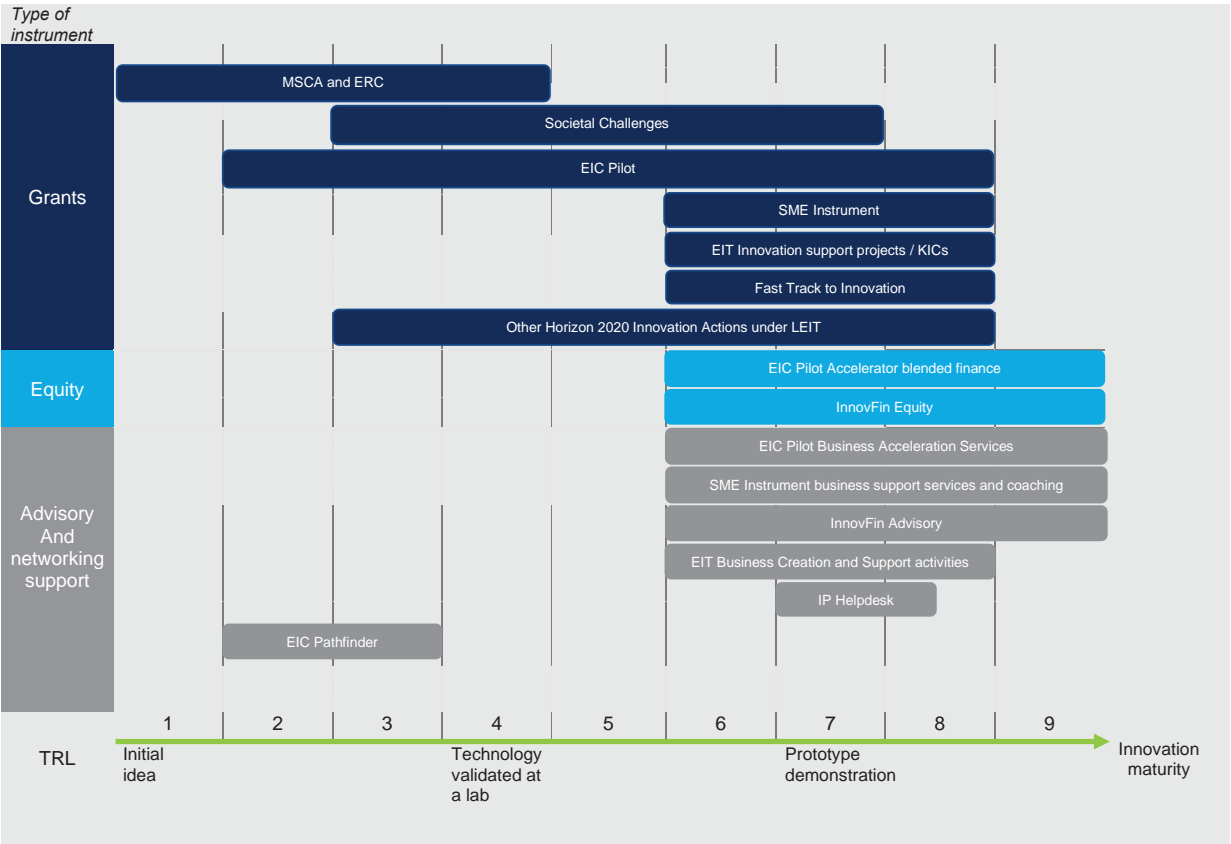 Type of
instrument
Grants
MSCA and ERC
Societal Challenges
EIC Pilot
SME Instrument
EIT Innovation support projects / KICs
Fast Track to Innovation
Other Horizon 2020 Innovation Actions under LEIT
Equity
EIC Pilot Accelerator blended finance
InnovFin Equity
Advisory
And
networking
support
EIC Pilot Business Acceleration Services
SME Instrument business support services and coaching
InnovFin Advisory
EIT Business Creation and Support activities
IP Helpdesk
EIC Pathfinder
1 2 3 4 5 6 7 8 9
TRL
Initial
idea
Technology
validated at
a lab
Prototype
demonstration
Innovation
maturity